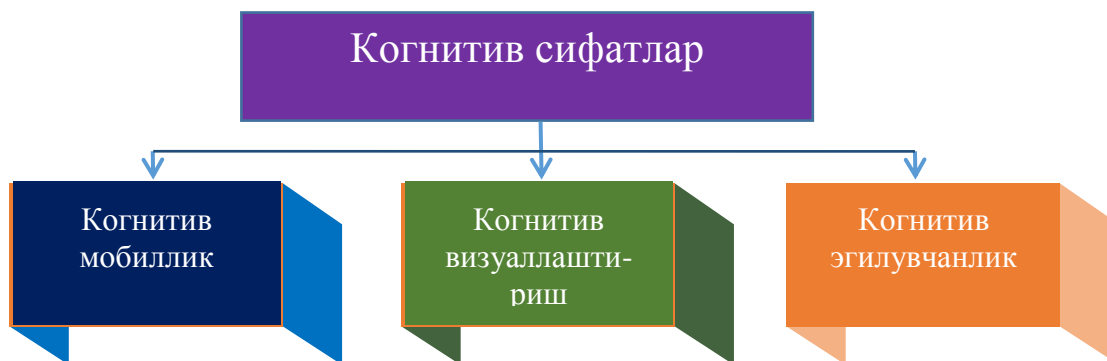 Когнитив сифатлар
Когнитив
мобиллик
Когнитив
визуаллашти-
риш
Когнитив
эгилувчанлик